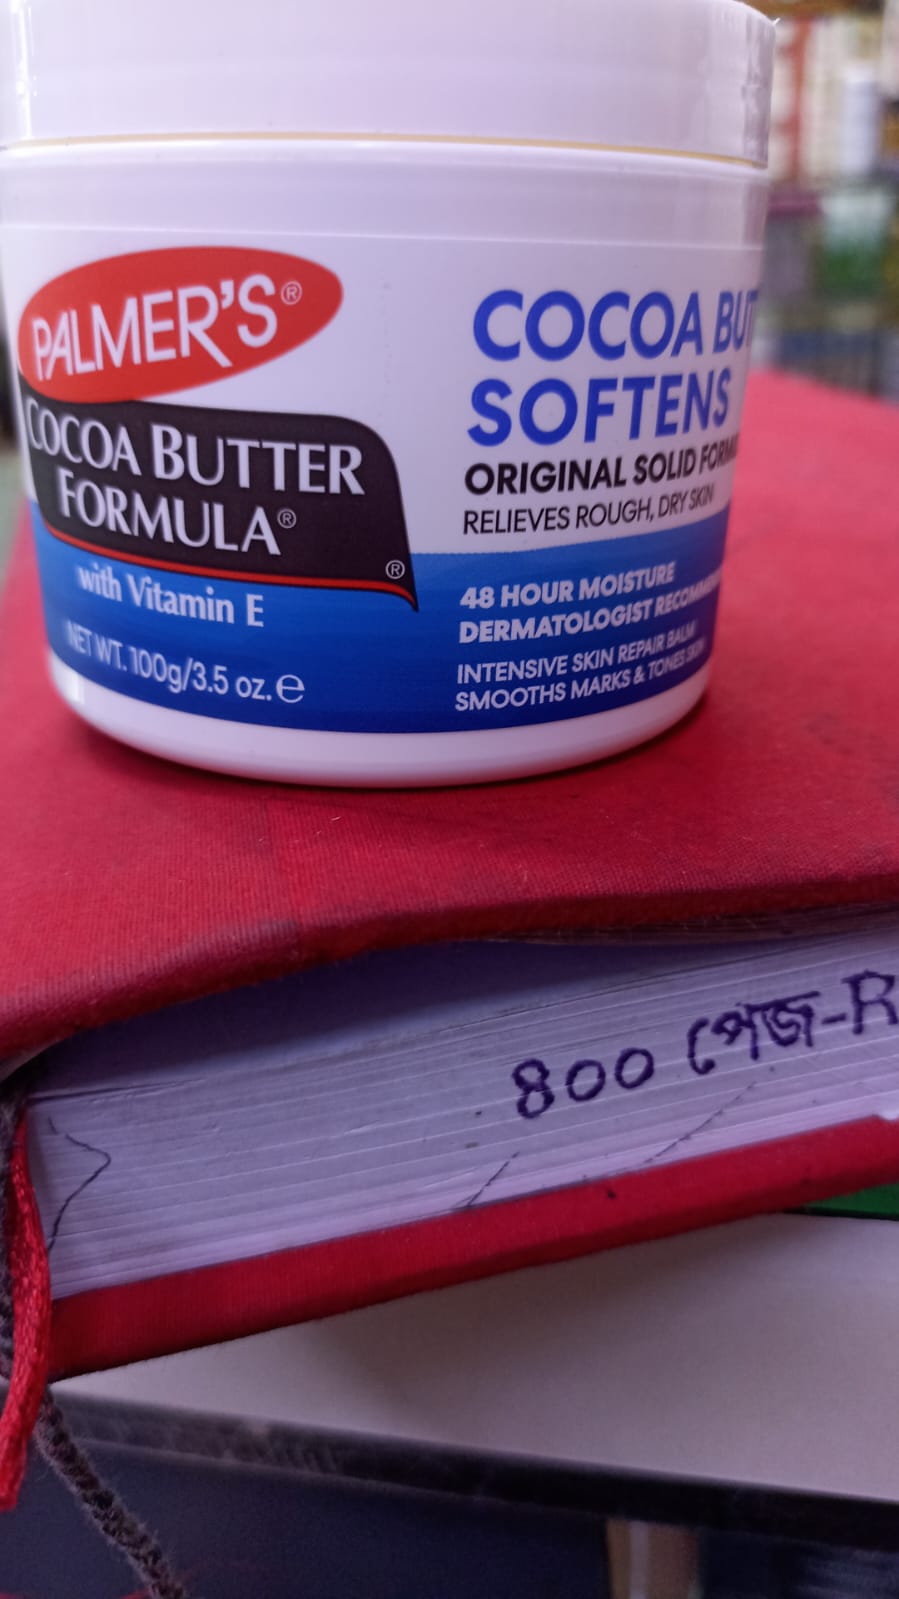 PALMER'S®
COCOA BUTTER
FORMULA®
®
with Vitamin E
NET WT. 100g/3.5 oz.℮
COCOA BUT
SOFTENS
ORIGINAL SOLID FORM
RELIEVES ROUGH, DRY SKIN
48 HOUR MOISTURE
DERMATOLOGIST RECOMM
INTENSIVE SKIN REPAIR BALM
SMOOTHS MARKS & TONES SKIN
৪00 পেজ-R